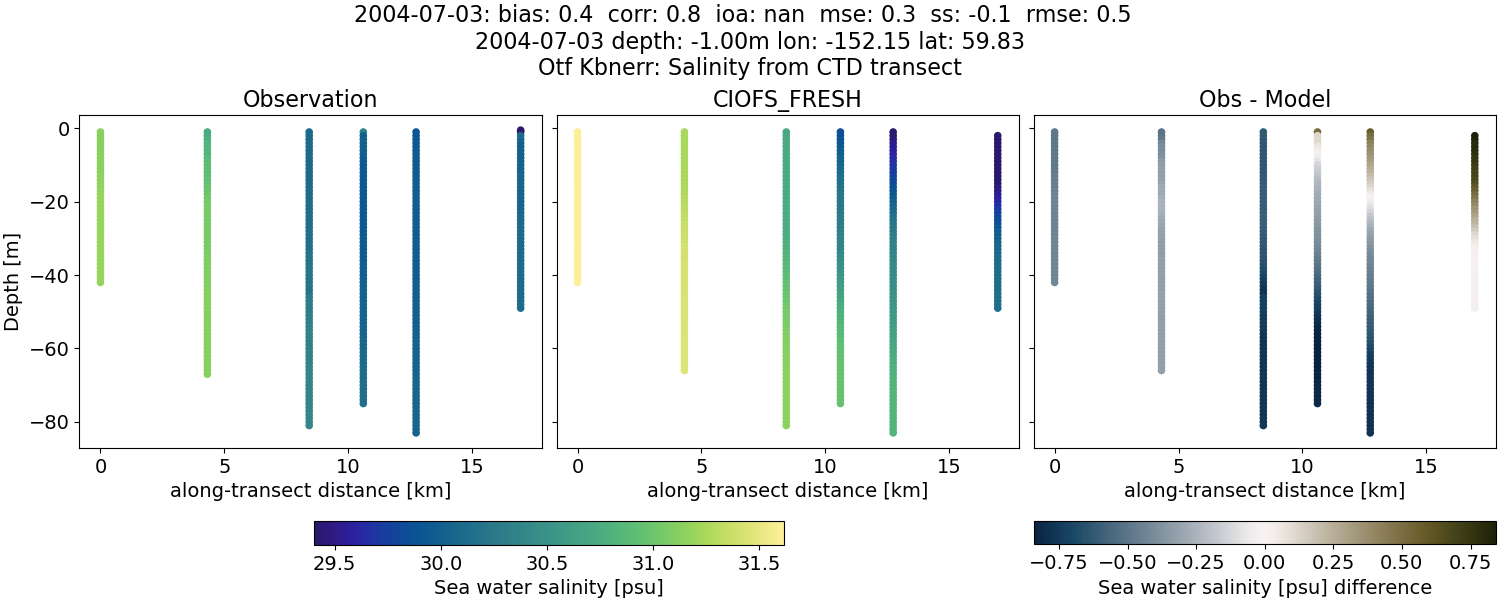 2004-07-03: bias: 0.4  corr: 0.8  ioa: nan  mse: 0.3  ss: -0.1  rmse: 0.5
2004-07-03 depth: -1.00m lon: -152.15 lat: 59.83
Otf Kbnerr: Salinity from CTD transect
Observation
CIOFS_FRESH
Obs - Model
Depth [m]
0
−20
−40
−60
−80
0 5 10 15
0 5 10 15
0 5 10 15
along-transect distance [km]
along-transect distance [km]
along-transect distance [km]
29.5 30.0 30.5 31.0 31.5
Sea water salinity [psu]
−0.75 −0.50 −0.25 0.00 0.25 0.50 0.75
Sea water salinity [psu] difference